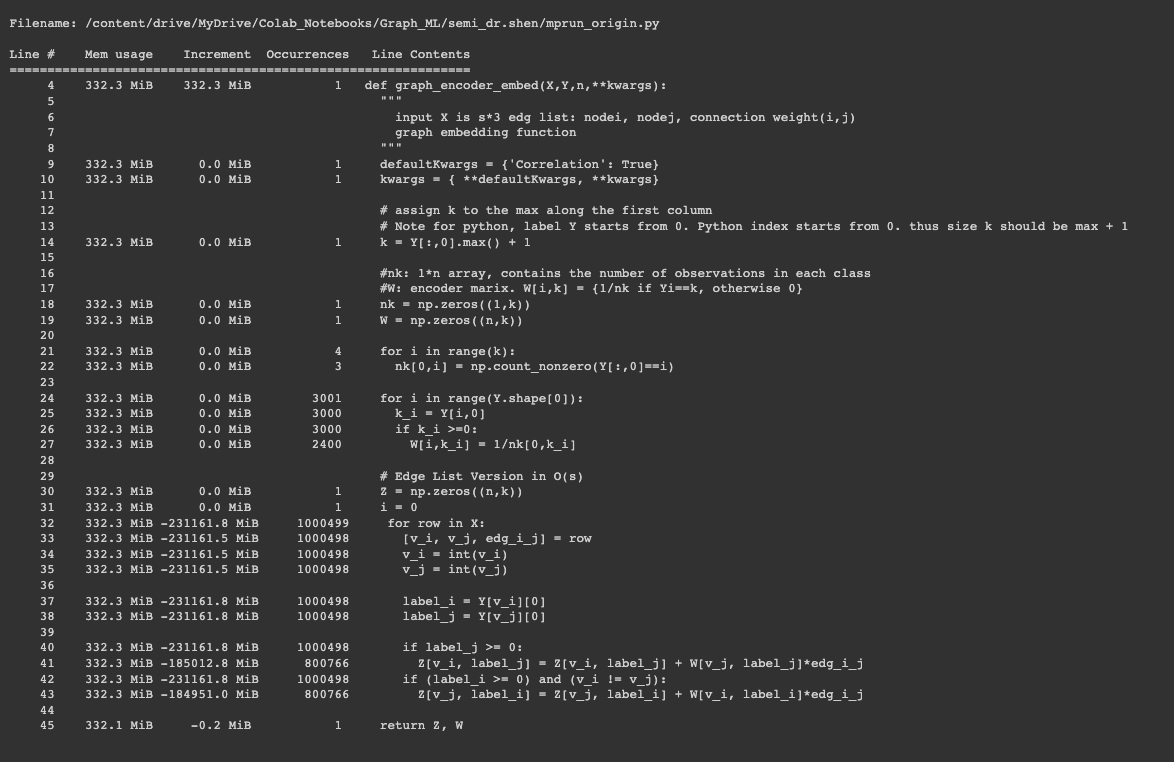 Filename: /content/drive/MyDrive/Colab_Notebooks/Graph_ML/semi_dr.shen/mprun_origin.py
Line #    Mem usage    Increment  Occurrences   Line Contents
=============================================================
     4    332.3 MiB    332.3 MiB           1   def graph_encoder_embed(X,Y,n,**kwargs):
     5                                           """
     6                                             input X is s*3 edg list: nodei, nodej, connection weight(i,j)
     7                                             graph embedding function
     8                                           """
     9    332.3 MiB      0.0 MiB           1     defaultKwargs = {'Correlation': True}
    10    332.3 MiB      0.0 MiB           1     kwargs = { **defaultKwargs, **kwargs}
    11
    12                                           # assign k to the max along the first column
    13                                           # Note for python, label Y starts from 0. Python index starts from 0. thus size k should be max + 1
    14    332.3 MiB      0.0 MiB           1     k = Y[:,0].max() + 1
    15
    16                                           #nk: 1*n array, contains the number of observations in each class
    17                                           #W: encoder marix. W[i,k] = {1/nk if Yi==k, otherwise 0}
    18    332.3 MiB      0.0 MiB           1     nk = np.zeros((1,k))
    19    332.3 MiB      0.0 MiB           1     W = np.zeros((n,k))
    20
    21    332.3 MiB      0.0 MiB           4     for i in range(k):
    22    332.3 MiB      0.0 MiB           3       nk[0,i] = np.count_nonzero(Y[:,0]==i)
    23
    24    332.3 MiB      0.0 MiB        3001     for i in range(Y.shape[0]):
    25    332.3 MiB      0.0 MiB        3000       k_i = Y[i,0]
    26    332.3 MiB      0.0 MiB        3000       if k_i >=0:
    27    332.3 MiB      0.0 MiB        2400         W[i,k_i] = 1/nk[0,k_i]
    28
    29                                           # Edge List Version in O(s)
    30    332.3 MiB      0.0 MiB           1     Z = np.zeros((n,k))
    31    332.3 MiB      0.0 MiB           1     i = 0
    32    332.3 MiB -231161.8 MiB     1000499      for row in X:
    33    332.3 MiB -231161.5 MiB     1000498        [v_i, v_j, edg_i_j] = row
    34    332.3 MiB -231161.5 MiB     1000498        v_i = int(v_i)
    35    332.3 MiB -231161.5 MiB     1000498        v_j = int(v_j)
    36
    37    332.3 MiB -231161.8 MiB     1000498        label_i = Y[v_i][0]
    38    332.3 MiB -231161.8 MiB     1000498        label_j = Y[v_j][0]
    39
    40    332.3 MiB -231161.8 MiB     1000498        if label_j >= 0:
    41    332.3 MiB -185012.8 MiB      800766          Z[v_i, label_j] = Z[v_i, label_j] + W[v_j, label_j]*edg_i_j
    42    332.3 MiB -231161.8 MiB     1000498        if (label_i >= 0) and (v_i != v_j):
    43    332.3 MiB -184951.0 MiB      800766          Z[v_j, label_i] = Z[v_j, label_i] + W[v_i, label_i]*edg_i_j
    44
    45    332.1 MiB     -0.2 MiB           1     return Z, W